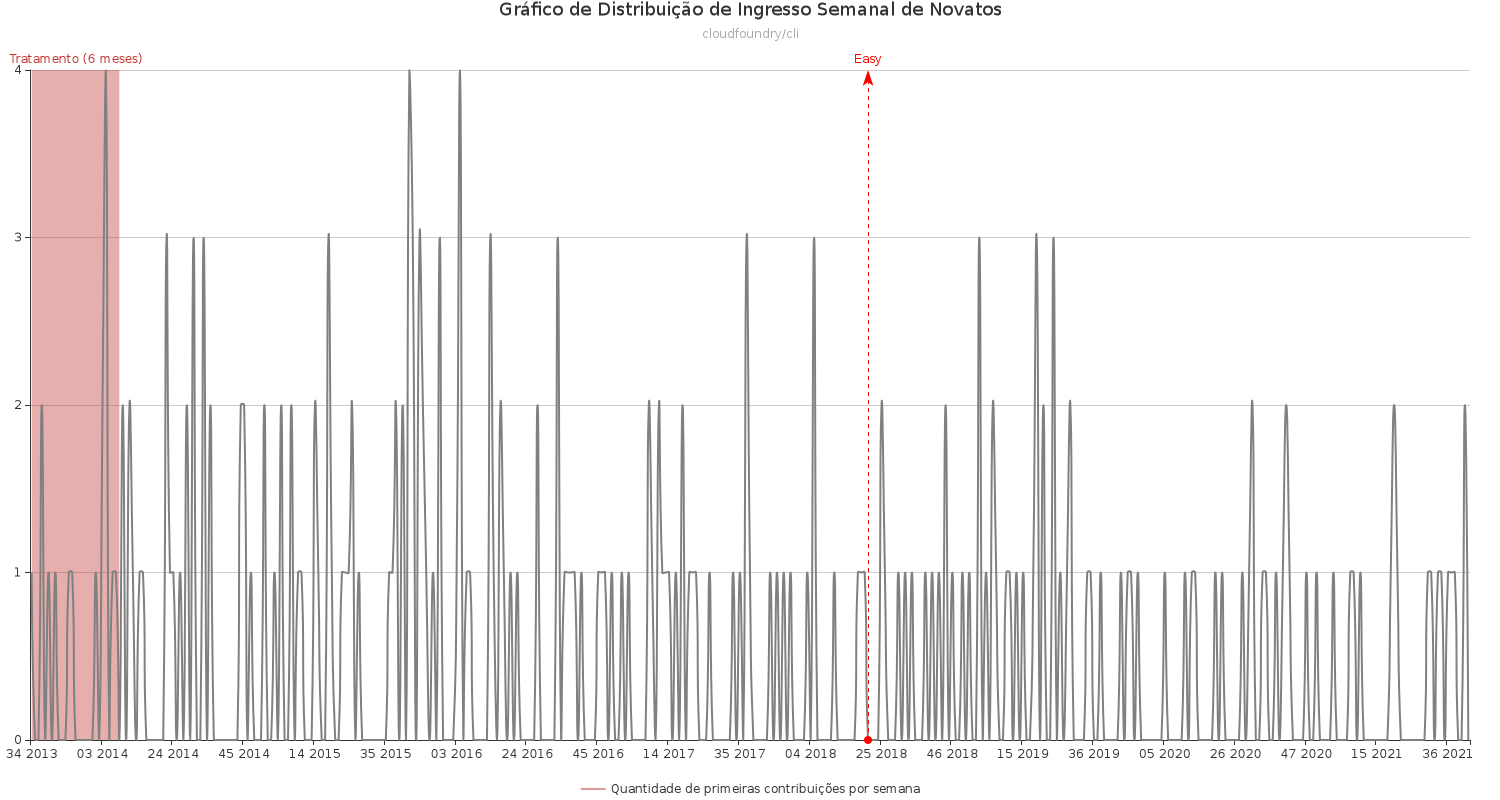 Gráfico de Distribuição de Ingresso Semanal de Novatos
cloudfoundry/cli
Tratamento (6 meses)
Easy
4
3
2
1
0
34 2013 03 2014 24 2014 45 2014 14 2015 35 2015 03 2016 24 2016 45 2016 14 2017 35 2017 04 2018 25 2018 46 2018 15 2019 36 2019 05 2020 26 2020 47 2020 15 2021 36 2021
Quantidade de primeiras contribuições por semana